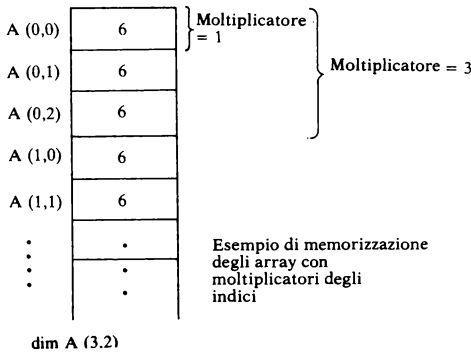 A (0,0) 6 Moltiplicatore
= 1
A (0,1) 6 Moltiplicatore = 3
A (0,2) 6
A (1,0) 6
A (1,1) 6
Esempio di memorizzazione
degli array con
moltiplicatori degli
indici
dim A (3,2)